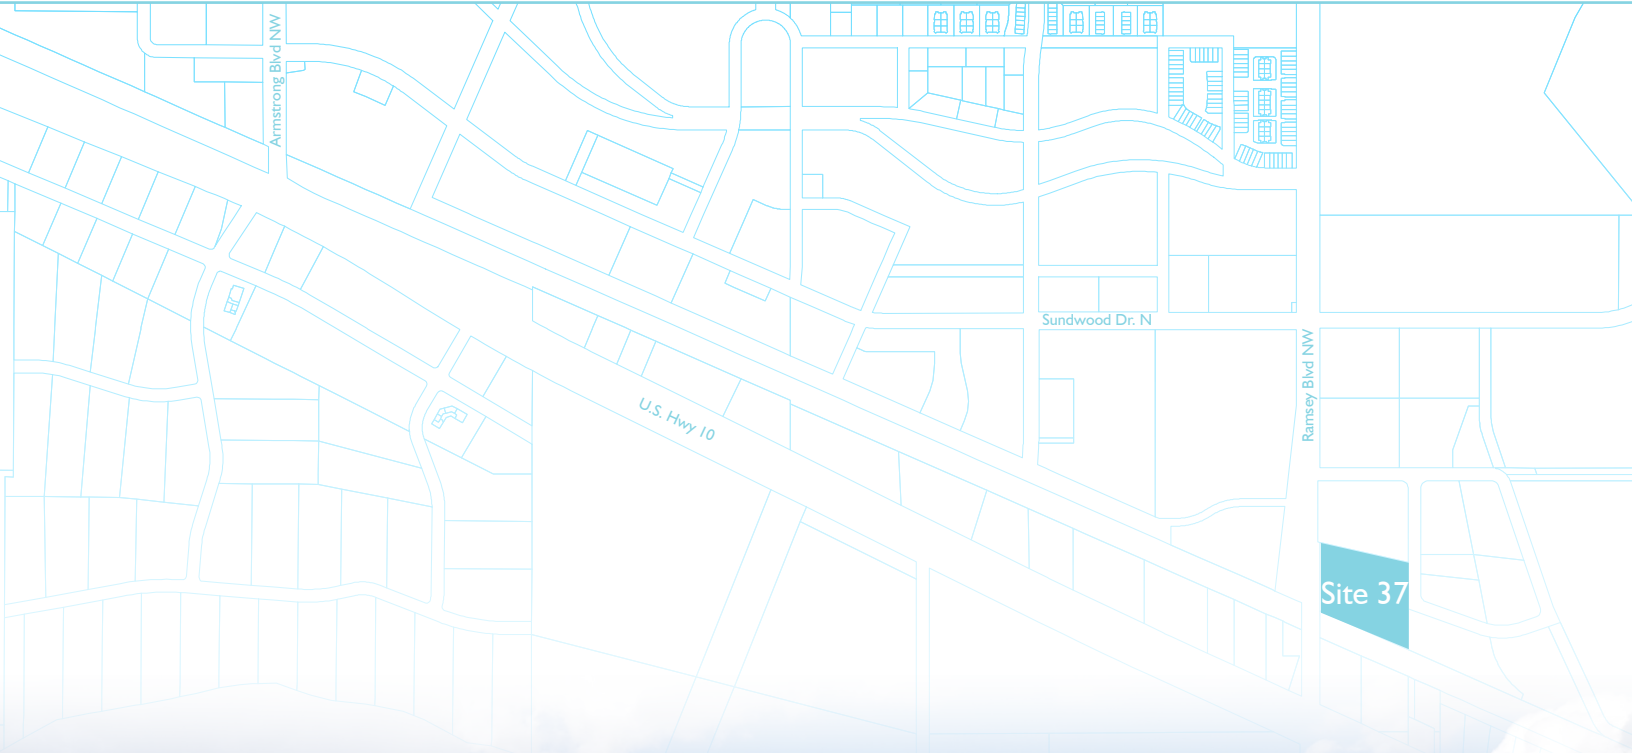 Armstrong Blvd NW
Sundwood Dr. N
Ramsey Blvd NW
U.S. Hwy 10
Site 37